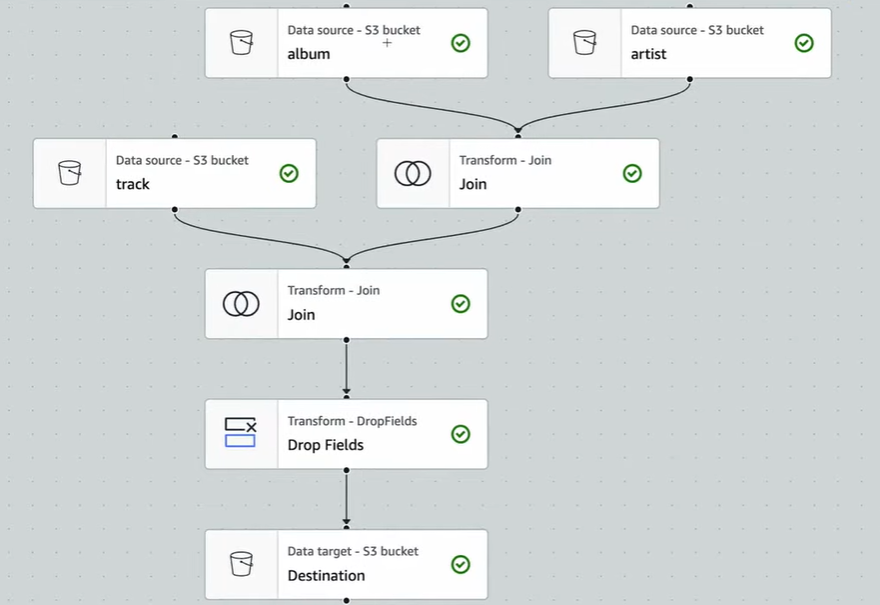 Data source - S3 bucket
album
Data source - S3 bucket
artist
Data source - S3 bucket
track
Transform - Join
Join
Transform - Join
Join
Transform - DropFields
Drop Fields
Data target - S3 bucket
Destination